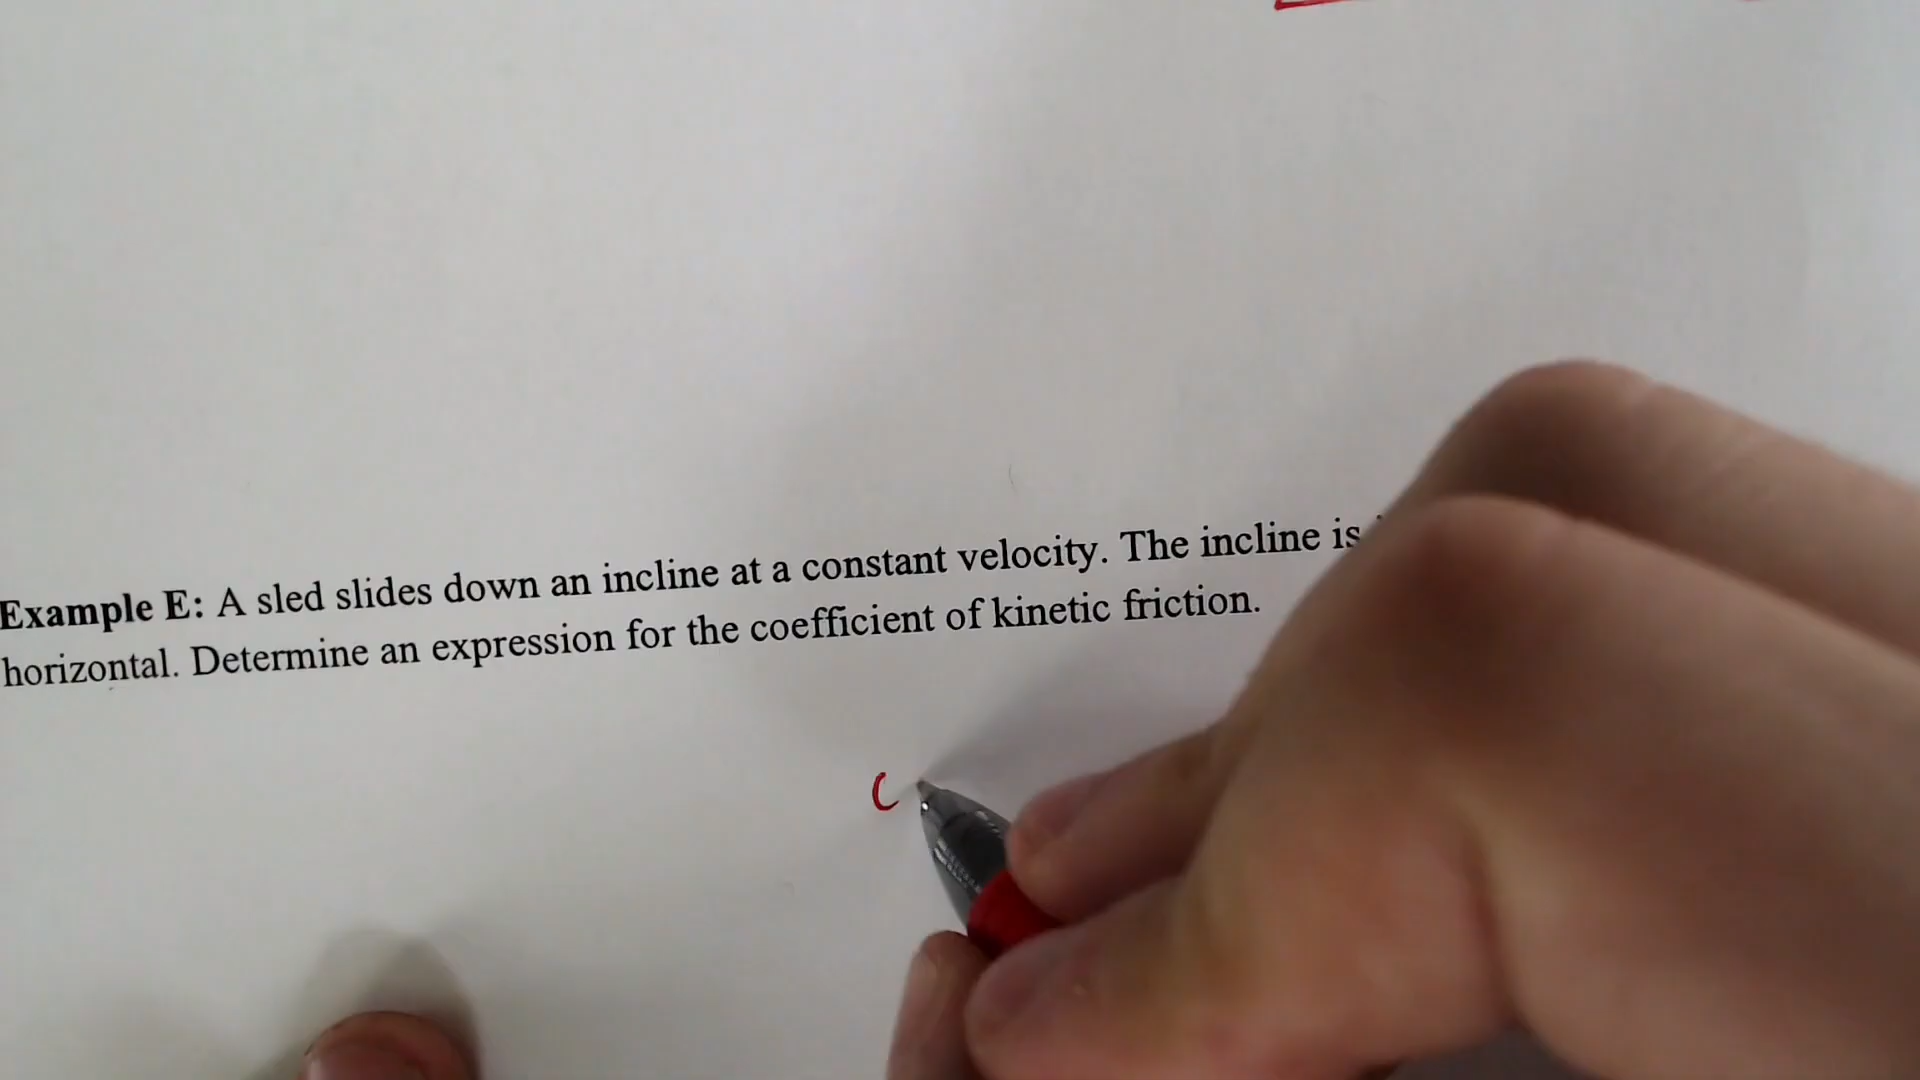 Example E: A sled slides down an incline at a constant velocity. The incline is
horizontal. Determine an expression for the coefficient of kinetic friction.
C